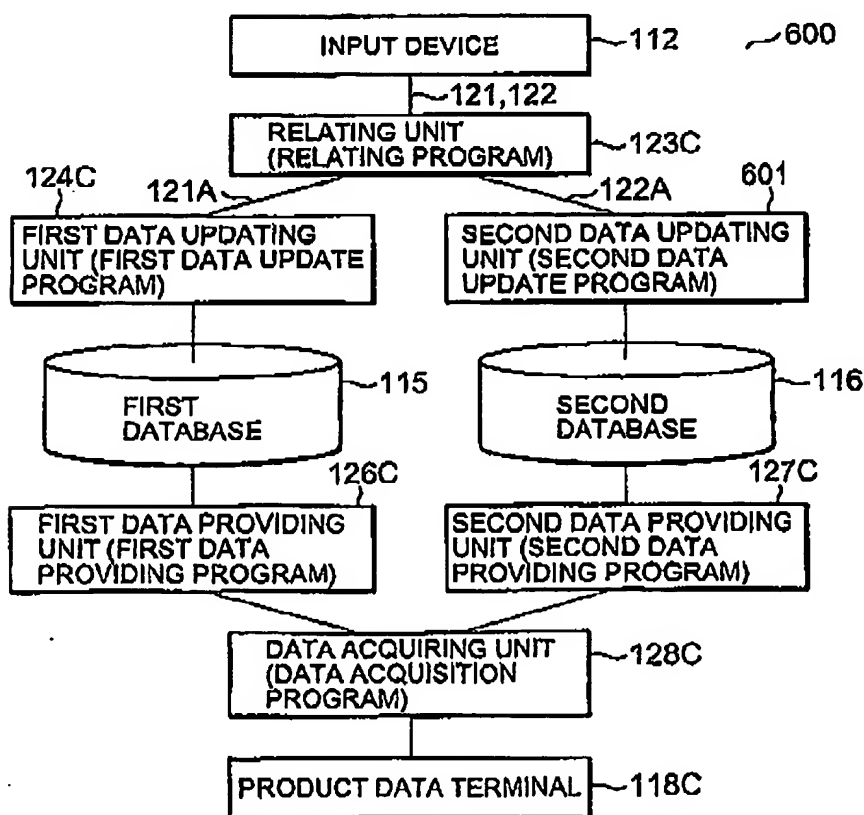 INPUT DEVICE
112
600
121,122
RELATING UNIT
(RELATING PROGRAM)
123C
124C
121A
122A
601
FIRST DATA UPDATING
UNIT (FIRST DATA UPDATE
PROGRAM)
SECOND DATA UPDATING
UNIT (SECOND DATA
UPDATE PROGRAM)
FIRST
DATABASE
115
SECOND
DATABASE
116
126C
127C
FIRST DATA PROVIDING
UNIT (FIRST DATA
PROVIDING PROGRAM)
SECOND DATA PROVIDING
UNIT (SECOND DATA
PROVIDING PROGRAM)
DATA ACQUIRING UNIT
(DATA ACQUISITION
PROGRAM)
128C
PRODUCT DATA TERMINAL
118C